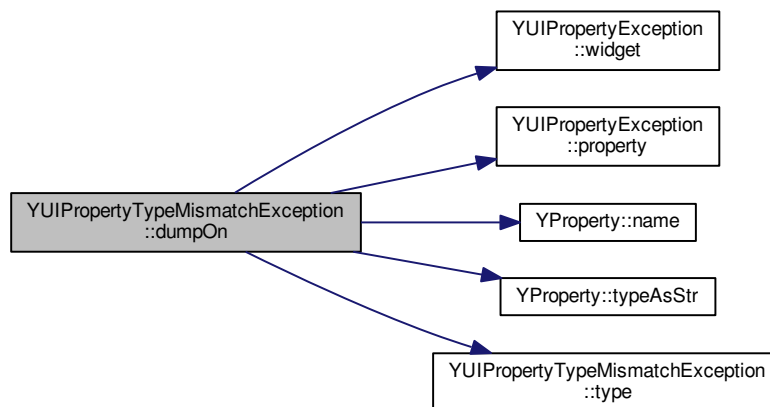 YUIPropertyException
::widget
YUIPropertyException
::property
YUIPropertyTypeMismatchException
::dumpOn
YProperty::name
YProperty::typeAsStr
YUIPropertyTypeMismatchException
::type